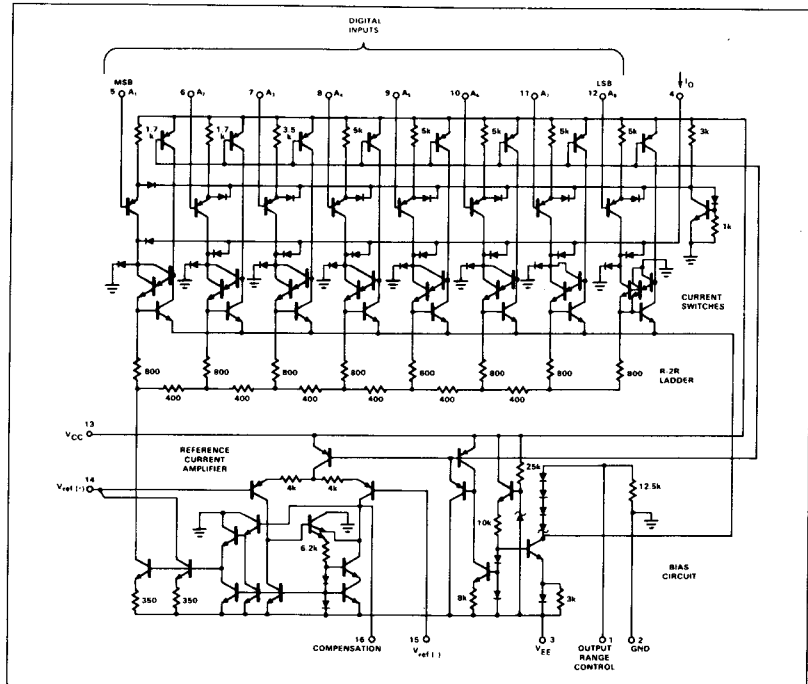 DIGITAL
INPUTS
MSB LSB IO
5 A1 6 A2 7 A3 8 A4 9 A5 10 A6 11 A7 12 A8 4
1.7
k
1.7
k
3.5
k
5k 5k 5k 5k 5k 3k
1k
CURRENT
SWITCHES
800 800 800 800 800 800 800 800
R-2R
LADDER
400 400 400 400 400 400
13
VCC
REFERENCE
CURRENT
AMPLIFIER
14
Vref (-)
4k 4k
25k
12.5k
10k
6.2k
BIAS
CIRCUIT
350 350 8k 3k
16
COMPENSATION
15
Vref (-)
3
VEE
1
OUTPUT
RANGE
CONTROL
2
GND